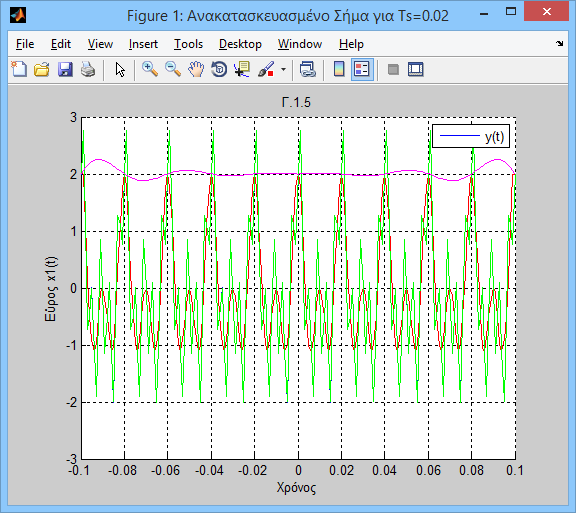 Figure 1: Ανακατασκευασμένο Σήμα για Ts=0.02
File Edit View Insert Tools Desktop Window Help
Γ.1.5
y(t)
3
2
1
0
-1
-2
-3
Εύρος x1(t)
-0.1 -0.08 -0.06 -0.04 -0.02 0 0.02 0.04 0.06 0.08 0.1
Χρόνος